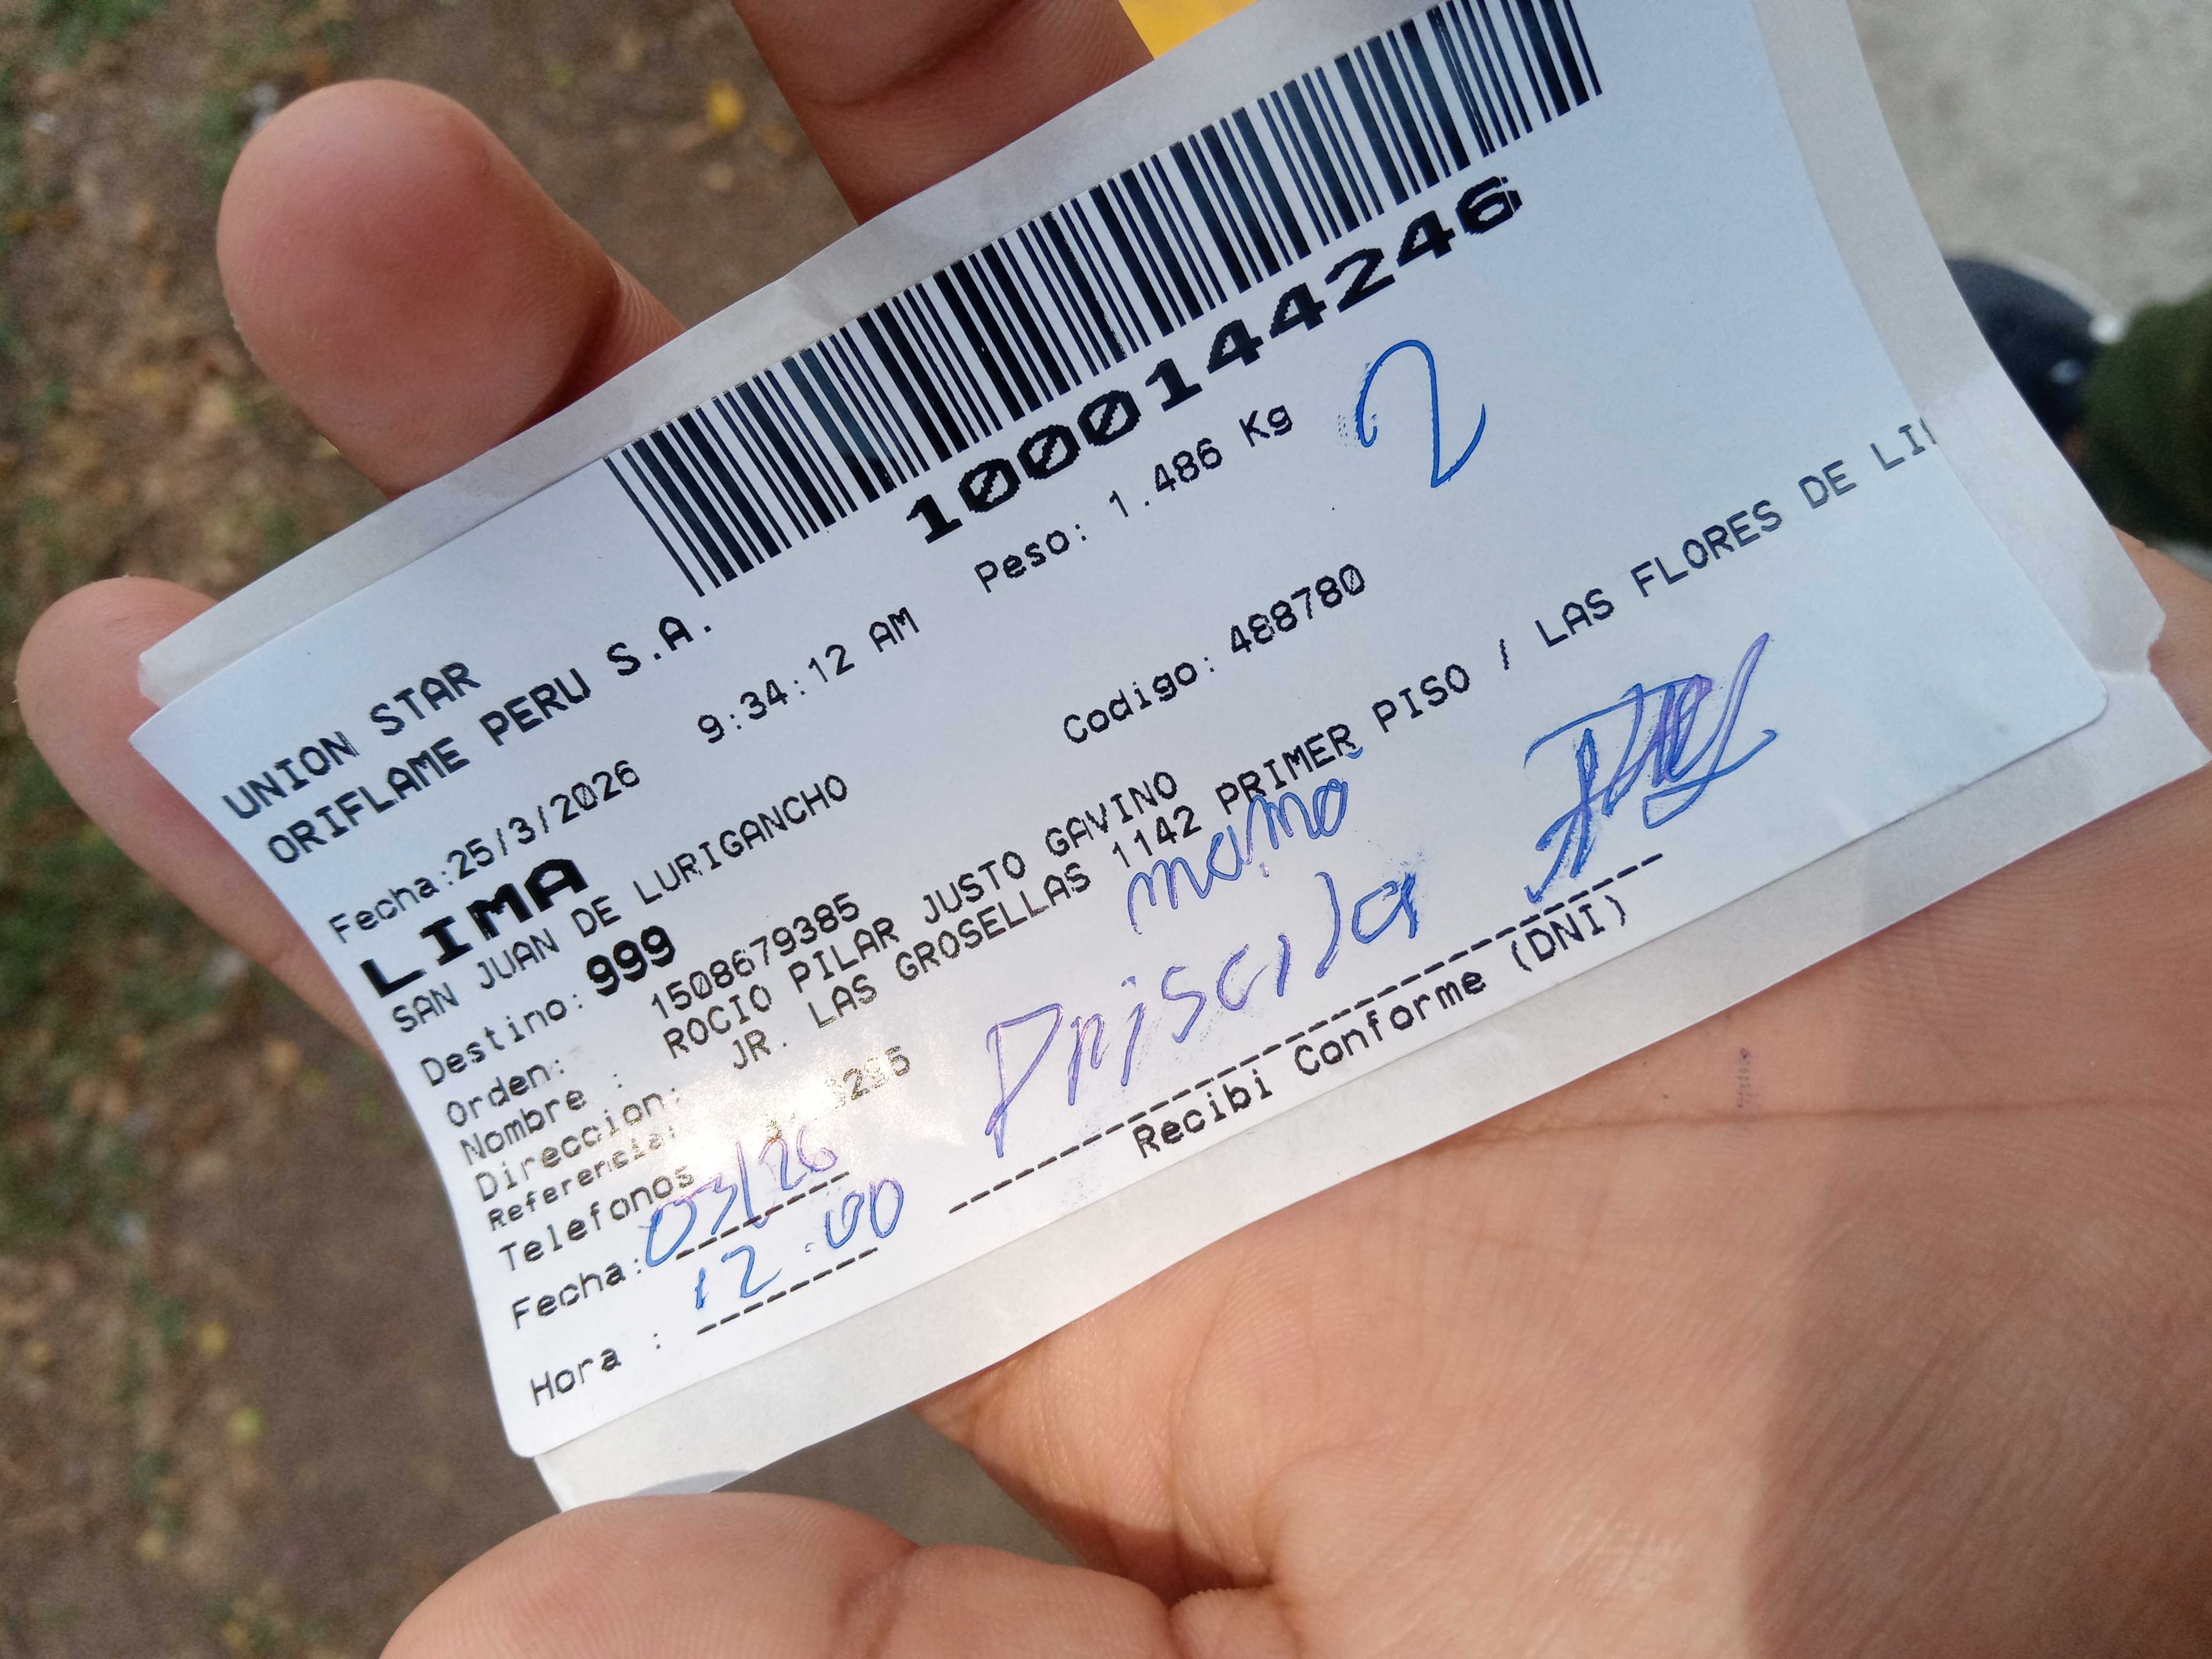 1000144246
UNION STAR
ORIFLAME PERU S.A.
Fecha:25/3/2026 9:34:12 AM Peso: 1.486 Kg 2
LIMA
SAN JUAN DE LURIGANCHO
Destino: 999 Codigo: 488780
Orden: 1508679385
Nombre : ROCIO PILAR JUSTO GAVINO
Direccion: JR. LAS GROSELLAS 1142 PRIMER PISO / LAS FLORES DE
Referencia:
Telefonos
mamá
Priscila
Fecha: 03/26
Hora : 12:00
Recibi Conforme (DNI)